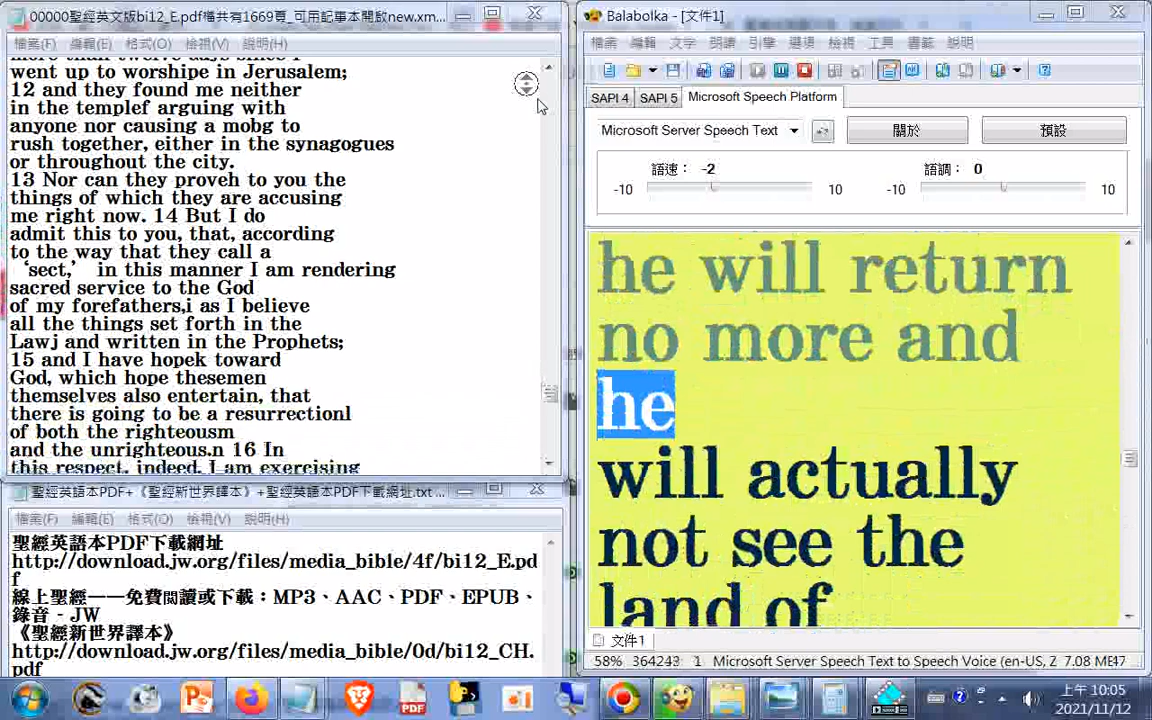 00000聖經英文版bi12_E.pdf檔共有1669頁_可用記事本開啟new.xm...
檔案(F) 編輯(E) 格式(O) 檢視(V) 說明(H)
more than twelve days since I
went up to worshipe in Jerusalem;
12 and they found me neither
in the templef arguing with
anyone nor causing a mobg to
rush together, either in the synagogues
or throughout the city.
13 Nor can they proveh to you the
things of which they are accusing
me right now. 14 But I do
admit this to you, that, according
to the way that they call a
‘sect,’ in this manner I am rendering
sacred service to the God
of my forefathers,i as I believe
all the things set forth in the
Lawj and written in the Prophets;
15 and I have hopek toward
God, which hope thesemen
themselves also entertain, that
there is going to be a resurrectionl
of both the righteousm
and the unrighteous.n 16 In
this respect, indeed, I am exercising
聖經英語本PDF+《聖經新世界譯本》+聖經英語本PDF下載網址.txt ...
檔案(F) 編輯(E) 格式(O) 檢視(V) 說明(H)
聖經英語本PDF下載網址
http://download.jw.org/files/media_bible/4f/bi12_E.pd
f
線上聖經——免費閱讀或下載：MP3、AAC、PDF、EPUB、
錄音 - JW
《聖經新世界譯本》
http://download.jw.org/files/media_bible/0d/bi12_CH.
pdf
Balabolka - [文件1]
檔案 編輯 文字 朗讀 引擎 選項 檢視 工具 書籤 說明
SAPI 4 SAPI 5 Microsoft Speech Platform
Microsoft Server Speech Text 關於 預設
語速： -2 語調： 0
-10 10 -10 10
he will return
no more and
he
will actually
not see the
land of
文件1
58% 364243 1 Microsoft Server Speech Text to Speech Voice (en-US, Z 7.08 ME47
上午 10:05
2021/11/12